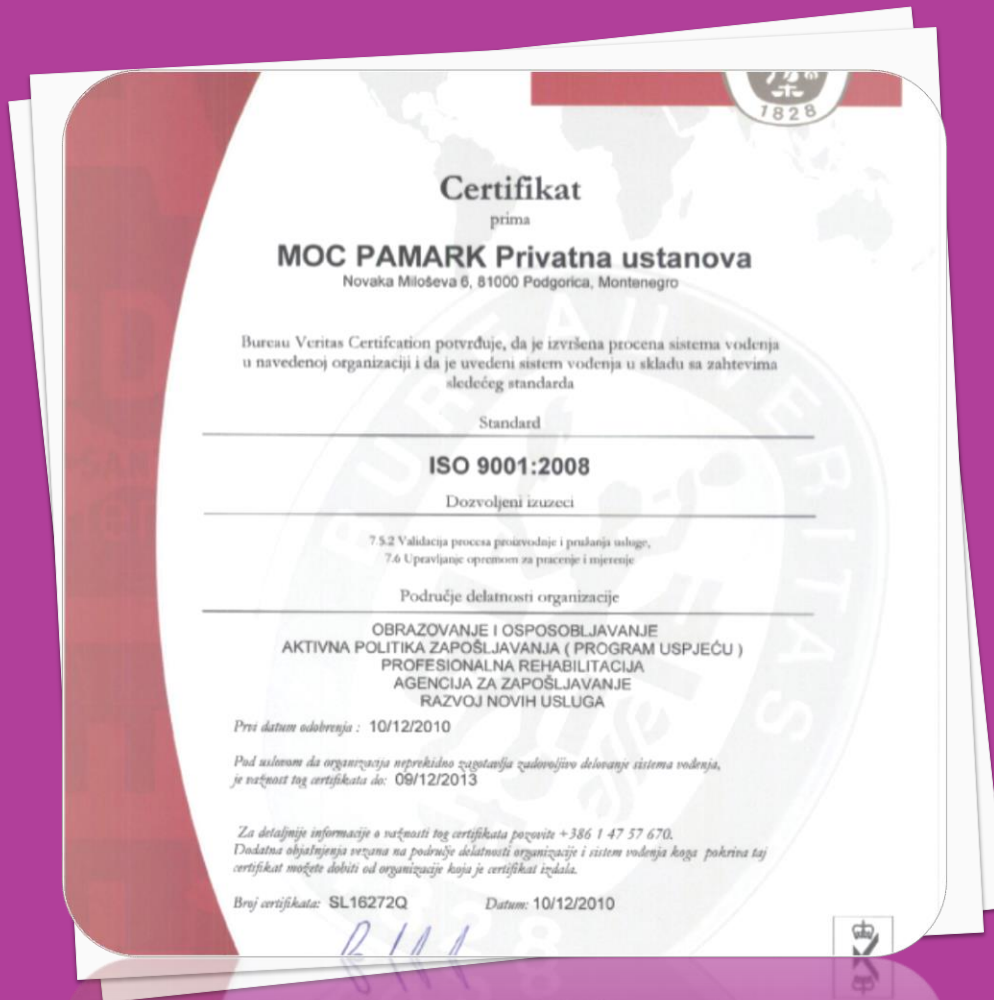 1828
Certifikat
prima
MOC PAMARK Privatna ustanova
Novaka Miloševa 6, 81000 Podgorica, Montenegro
Bureau Veritas Certifcation potvrđuje, da je izvršena procena sistema vođenja
u navedenoj organizaciji i da je uvedeni sistem vođenja u skladu sa zahtevima
sledećeg standarda
Standard
ISO 9001:2008
Dozvoljeni izuzeci
7.5.2 Validacija procesa proizvodnje i pružanja usluge,
7.6 Upravljanje opremom za pracenje i mjerenje
Područje delatnosti organizacije
OBRAZOVANJE I OSPOSOBLJAVANJE
AKTIVNA POLITIKA ZAPOŠLJAVANJA ( PROGRAM USPJEĆU )
PROFESIONALNA REHABILITACIJA
AGENCIJA ZA ZAPOŠLJAVANJE
RAZVOJ NOVIH USLUGA
Prvi datum odobrenja : 10/12/2010
Pod uslovom da organizacija neprekidno zagotavlja zadovoljivo delovanje sistema vođenja,
je važnost tog certifikata do: 09/12/2013
Za detaljnije informacije o važnosti tog certifikata pozovite +386 1 47 57 670.
Dodatna objašnjenja vezana na područje delatnosti organizacije i sistem vođenja koga pokriva taj
certifikat možete dobiti od organizacije koja je certifikat izdala.
Broj certifikata: SL16272Q Datum: 10/12/2010
BUREAU VERITAS